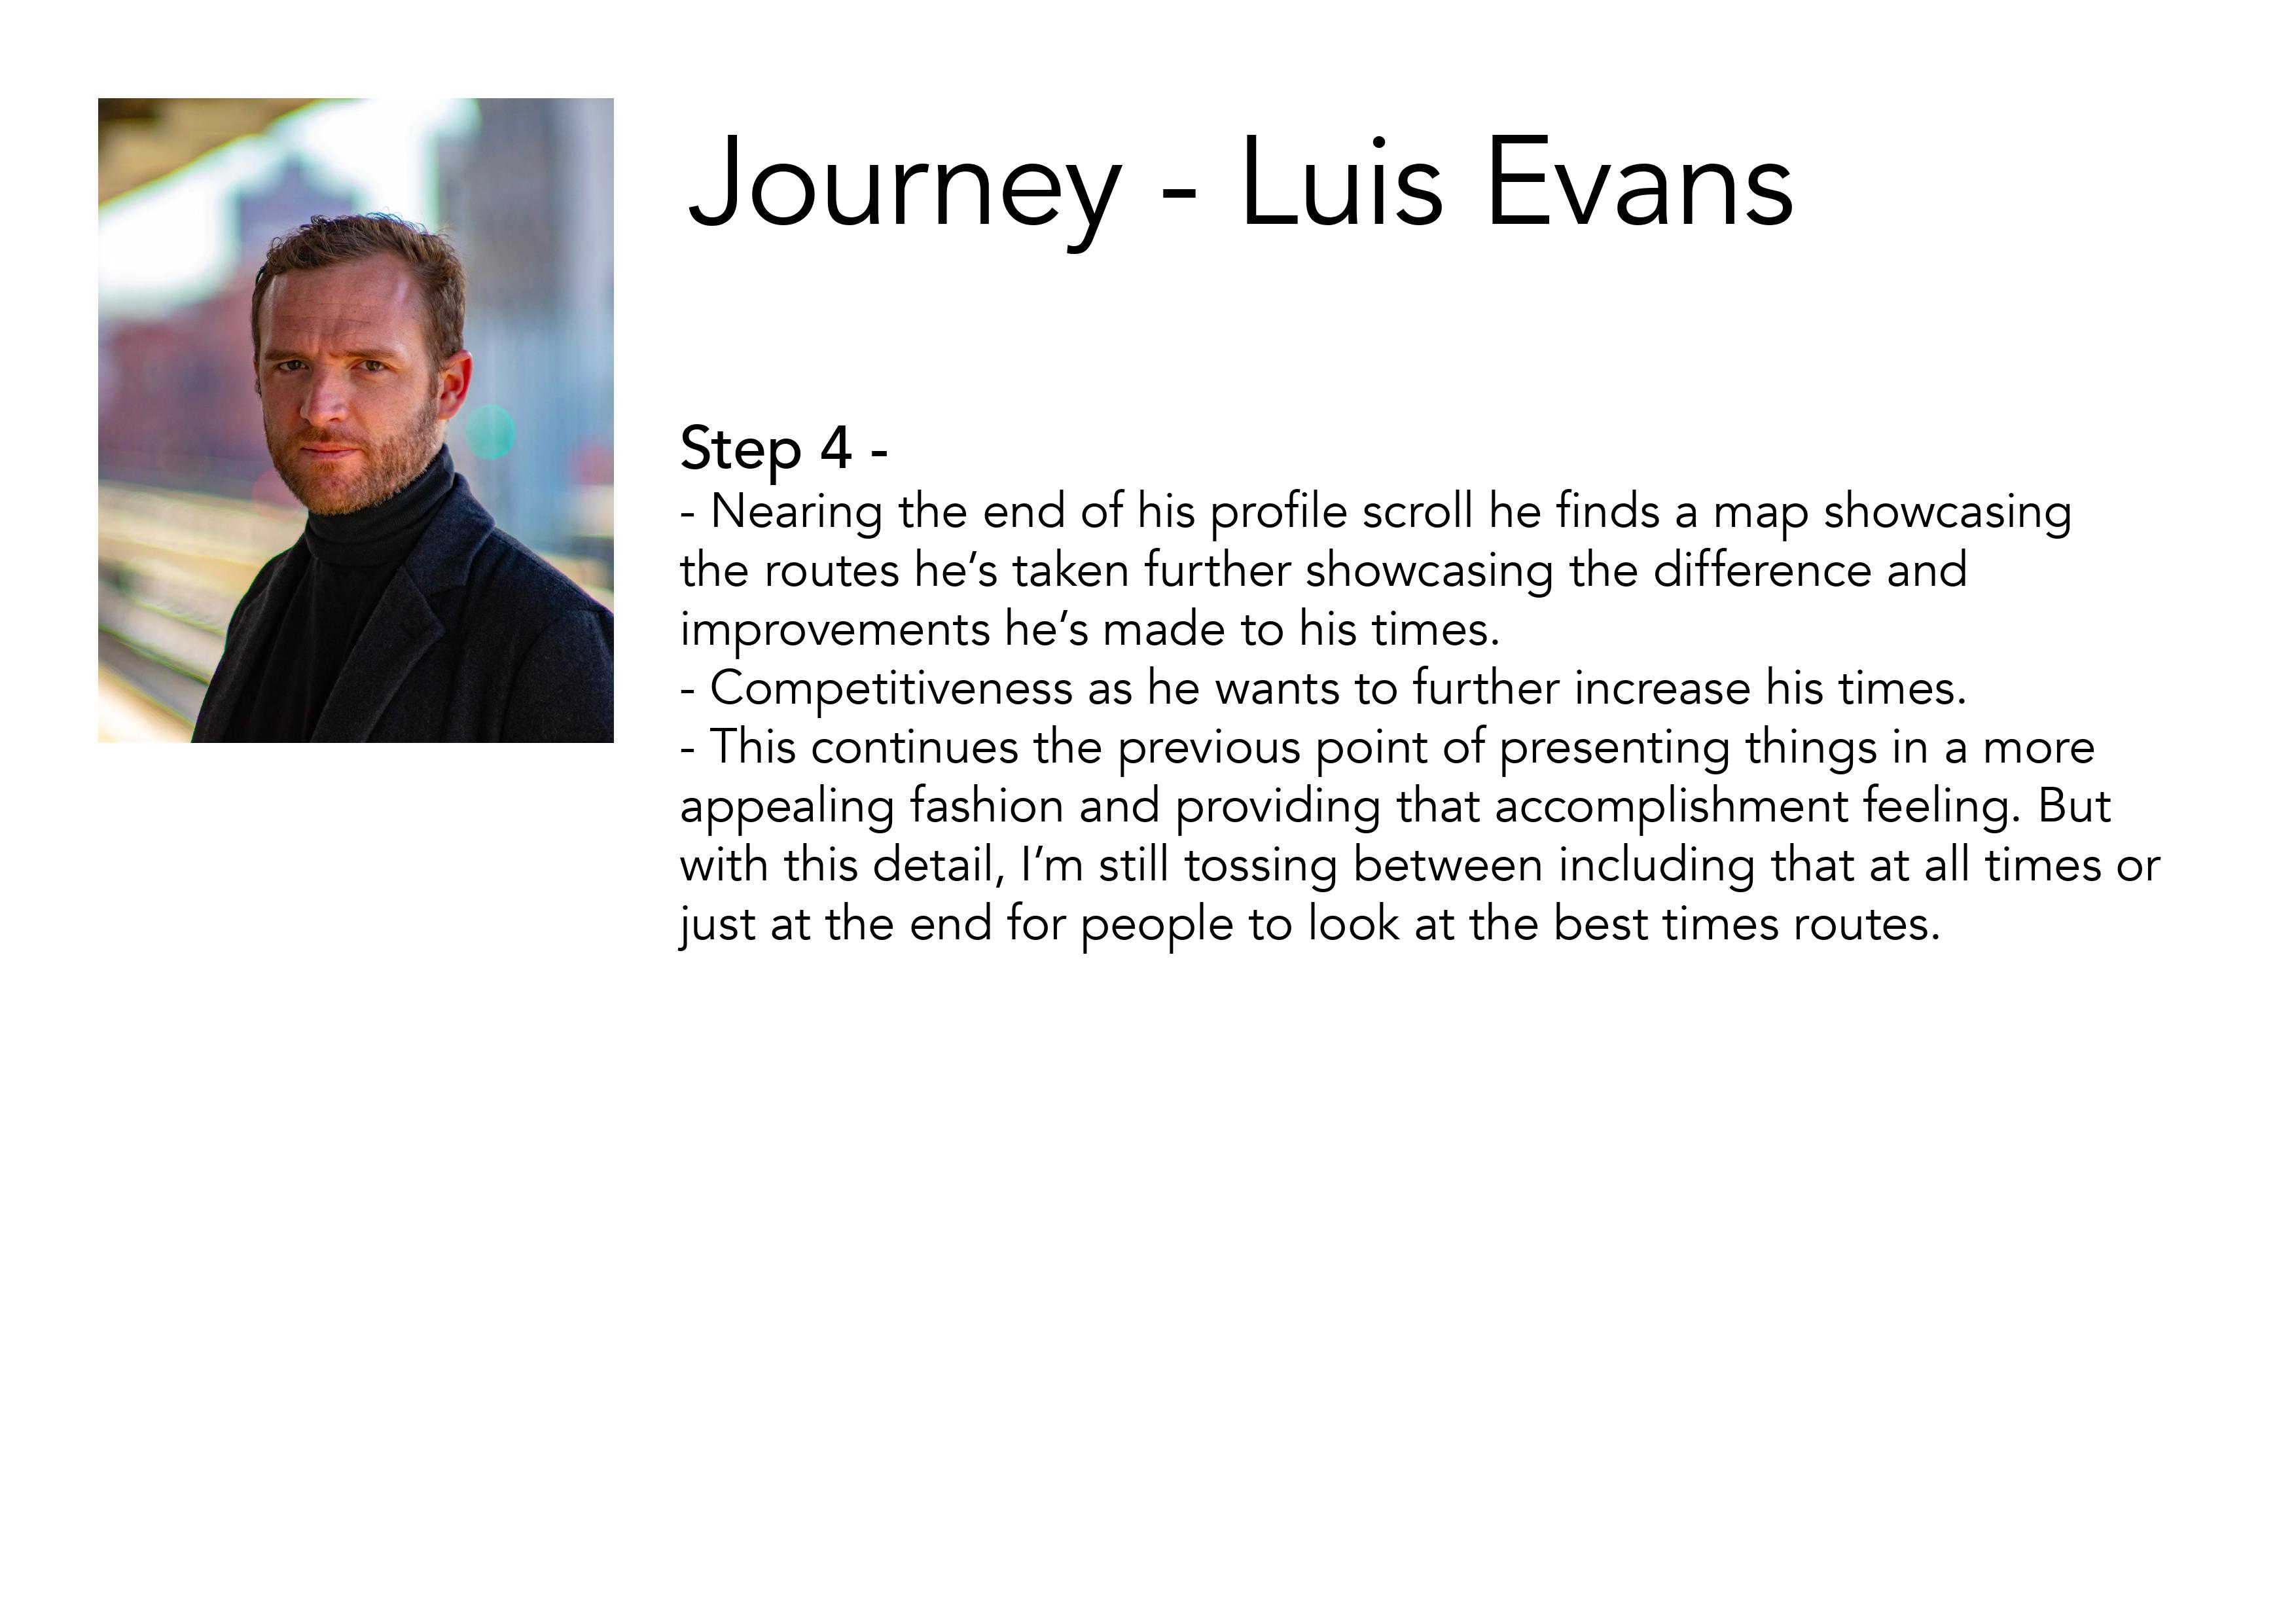 Journey - Luis Evans
Step 4 -
- Nearing the end of his profile scroll he finds a map showcasing
the routes he’s taken further showcasing the difference and
improvements he’s made to his times.
- Competitiveness as he wants to further increase his times.
- This continues the previous point of presenting things in a more
appealing fashion and providing that accomplishment feeling. But
with this detail, I’m still tossing between including that at all times or
just at the end for people to look at the best times routes.